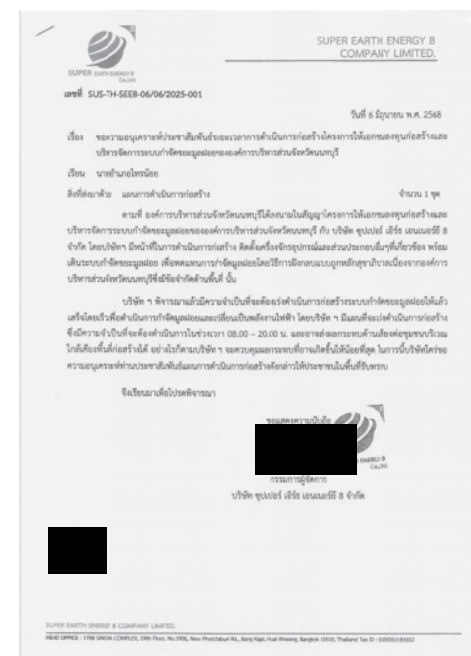 SUPER EARTH ENERGY 8
COMPANY LIMITED.
SUPER EARTH ENERGY 8
Co.,Ltd.
เลขที่ SUS-TH-SEE8-06/06/2025-001
วันที่ 6 มิถุนายน พ.ศ. 2568
เรื่อง ขอความอนุเคราะห์ประชาสัมพันธ์ระยะเวลาการดำเนินการก่อสร้างโครงการให้เอกชนลงทุนก่อสร้างและ
บริหารจัดการระบบกำจัดขยะมูลฝอยขององค์การบริหารส่วนจังหวัดนนทบุรี
เรียน นายอำเภอไทรน้อย
สิ่งที่ส่งมาด้วย แผนการดำเนินการก่อสร้าง จำนวน 1 ชุด
ตามที่ องค์การบริหารส่วนจังหวัดนนทบุรีได้ลงนามในสัญญาโครงการให้เอกชนลงทุนก่อสร้างและ
บริหารจัดการระบบกำจัดขยะมูลฝอยขององค์การบริหารส่วนจังหวัดนนทบุรี กับ บริษัท ซุปเปอร์ เอิร์ธ เอนเนอร์ยี 8
จำกัด โดยบริษัทฯ มีหน้าที่ในการดำเนินการก่อสร้าง ติดตั้งเครื่องจักรอุปกรณ์และส่วนประกอบอื่นๆที่เกี่ยวข้อง พร้อม
เดินระบบกำจัดขยะมูลฝอย เพื่อทดแทนการกำจัดมูลฝอยโดยวิธีการฝังกลบแบบถูกหลักสุขาภิบาลเนื่องจากองค์การ
บริหารส่วนจังหวัดนนทบุรีซึ่งมีข้อจำกัดด้านพื้นที่ นั้น
บริษัท ฯ พิจารณาแล้วมีความจำเป็นที่จะต้องเร่งดำเนินการก่อสร้างระบบกำจัดขยะมูลฝอยให้แล้ว
เสร็จโดยเร็วเพื่อดำเนินการกำจัดมูลฝอยและเปลี่ยนเป็นพลังงานไฟฟ้า โดยบริษัท ฯ มีแผนที่จะเร่งดำเนินการก่อสร้าง
ซึ่งมีความจำเป็นที่จะต้องดำเนินการในช่วงเวลา 08.00 – 20.00 น. และอาจส่งผลกระทบด้านเสียงต่อชุมชนบริเวณ
ใกล้เคียงพื้นที่ก่อสร้างได้ อย่างไรก็ตามบริษัท ฯ จะควบคุมผลกระทบที่อาจเกิดขึ้นให้น้อยที่สุด ในการนี้บริษัทใคร่ขอ
ความอนุเคราะห์ท่านประชาสัมพันธ์แผนการดำเนินการก่อสร้างดังกล่าวให้ประชาชนในพื้นที่รับทราบ
จึงเรียนมาเพื่อโปรดพิจารณา
ขอแสดงความนับถือ
ENERGY 8
Co.,Ltd.
กรรมการผู้จัดการ
บริษัท ซุปเปอร์ เอิร์ธ เอนเนอร์ยี 8 จำกัด
SUPER EARTH ENERGY 8 COMPANY LIMITED.
HEAD OFFICE : 1768 SINGA COMPLEX, 19th Floor, No.1906, New Phetchaburi Rd., Bang Kapi, Huai Khwang, Bangkok 10310, Thailand Tax ID :